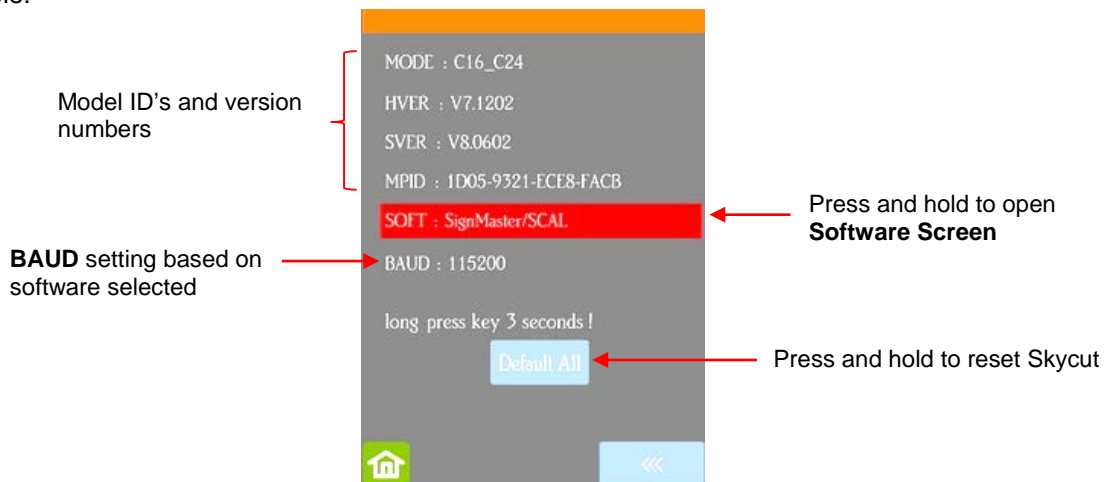 MODE : C16_C24
Model ID's and version
numbers
HVER : V7.1202
SVER : V8.0602
MPID : 1D05-9321-ECE8-FACB
SOFT : SignMaster/SCAL
Press and hold to open
Software Screen
BAUD setting based on
software selected
BAUD : 115200
long press key 3 seconds !
Default All
Press and hold to reset Skycut